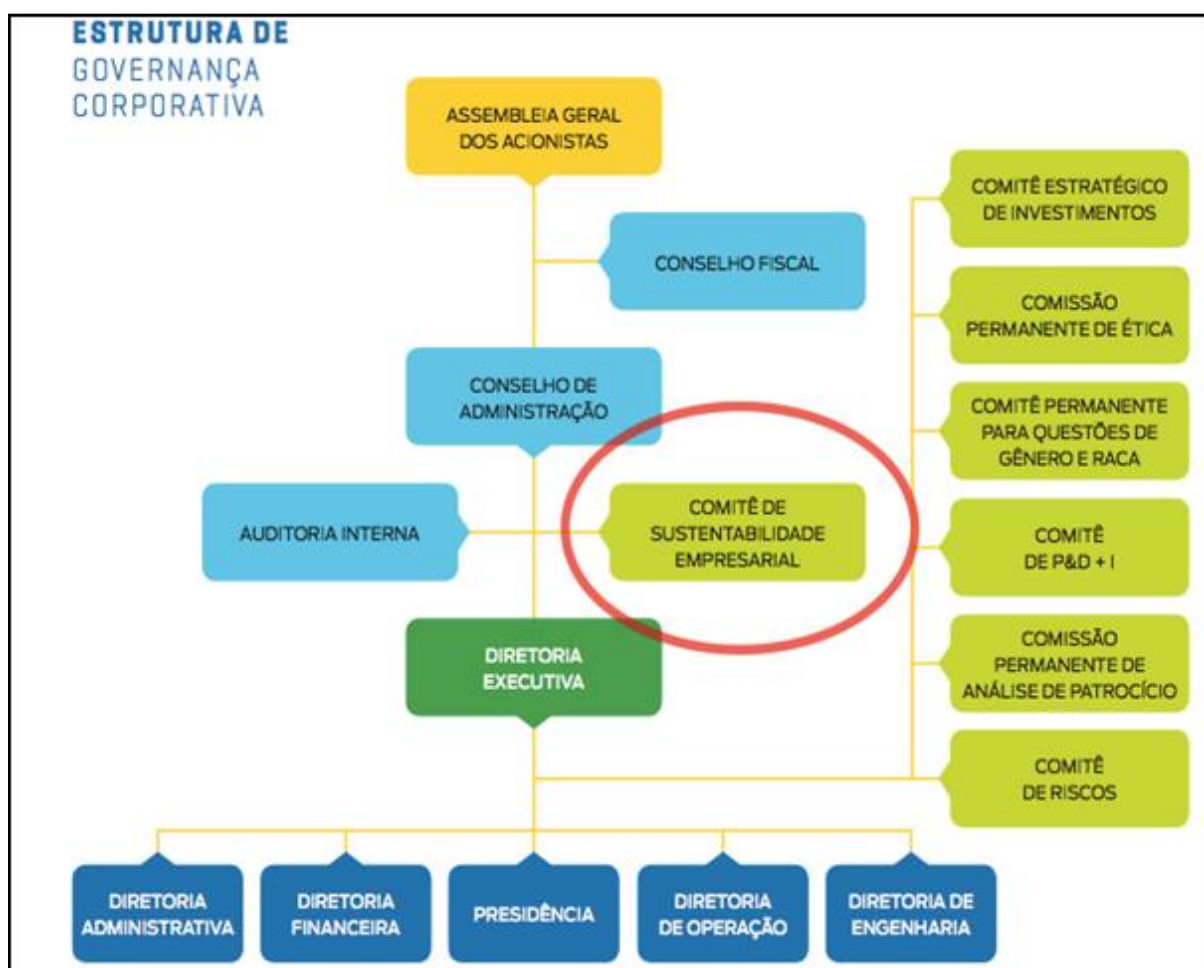 ESTRUTURA DE
GOVERNANÇA
CORPORATIVA
ASSEMBLEIA GERAL
DOS ACIONISTAS
CONSELHO FISCAL
CONSELHO DE
ADMINISTRAÇÃO
AUDITORIA INTERNA
COMITÊ DE
SUSTENTABILIDADE
EMPRESARIAL
DIRETORIA
EXECUTIVA
COMITÊ ESTRATÉGICO
DE INVESTIMENTOS
COMISSÃO
PERMANENTE DE ÉTICA
COMITÊ PERMANENTE
PARA QUESTÕES DE
GÊNERO E RACA
COMITÊ
DE P&D + I
COMISSÃO
PERMANENTE DE
ANÁLISE DE PATROCÍCIO
COMITÊ
DE RISCOS
DIRETORIA
ADMINISTRATIVA
DIRETORIA
FINANCEIRA
PRESIDÊNCIA
DIRETORIA
DE OPERAÇÃO
DIRETORIA DE
ENGENHARIA